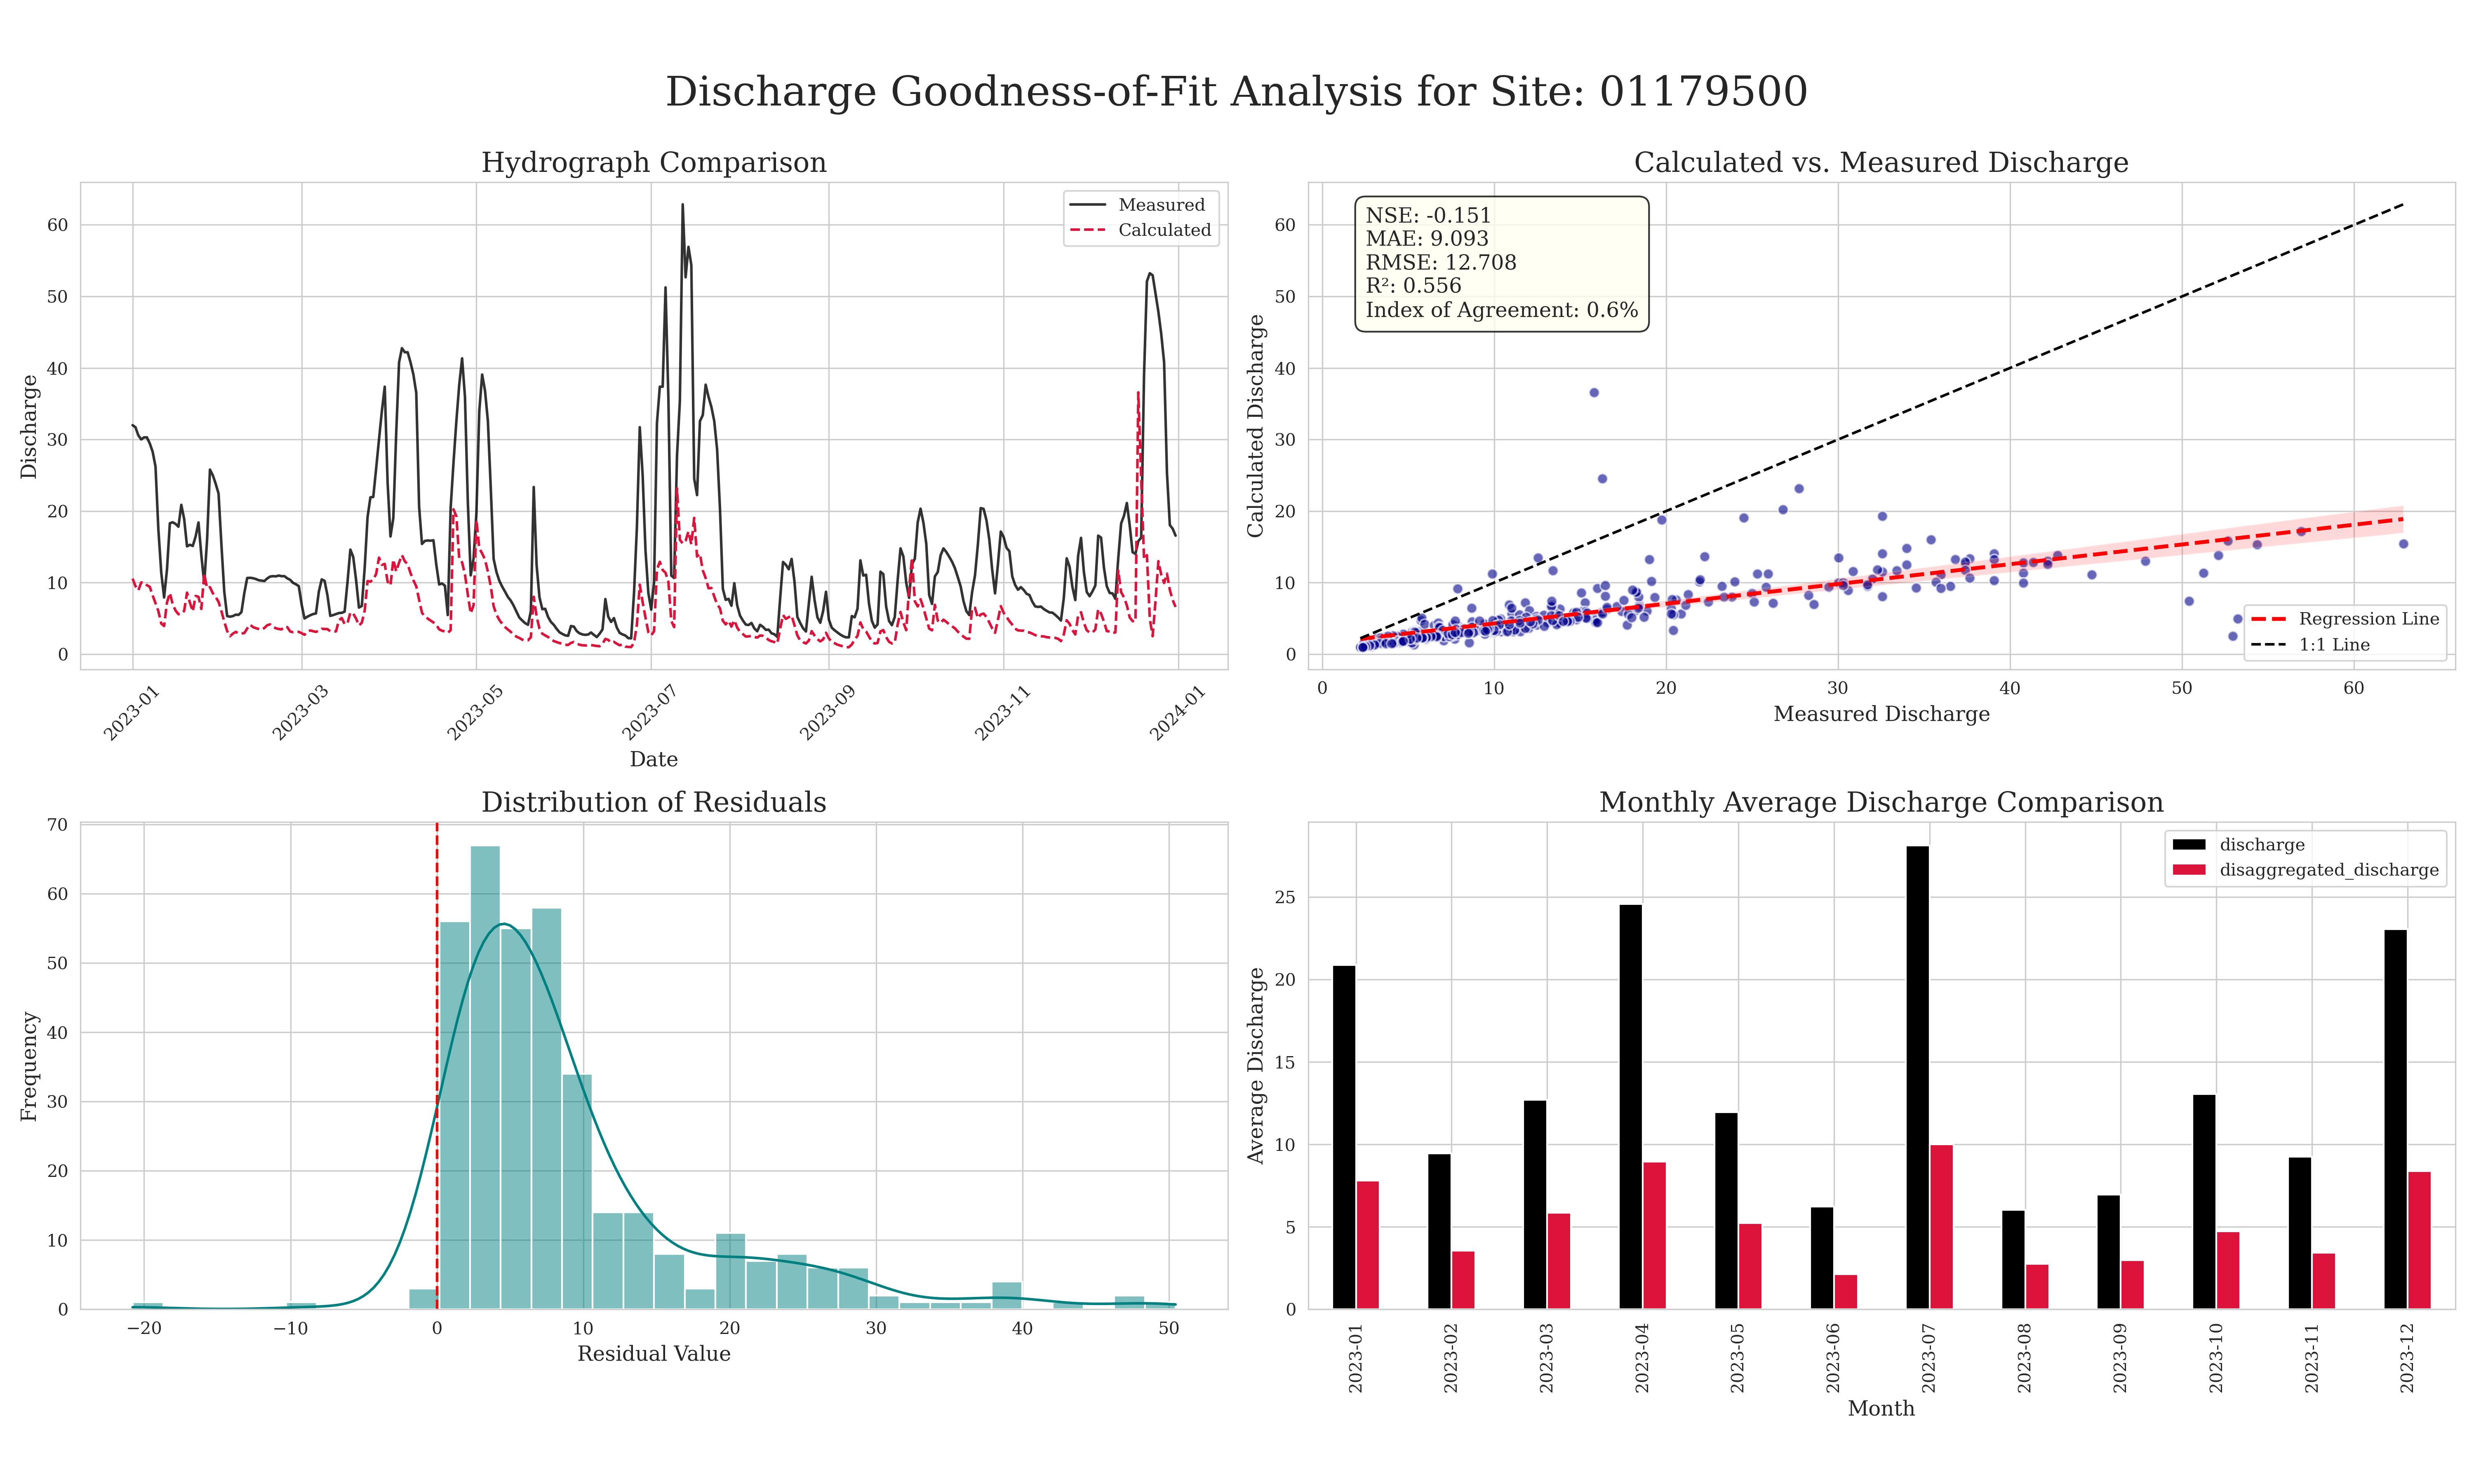 Discharge Goodness-of-Fit Analysis for Site: 01179500
Hydrograph Comparison
Measured
Calculated
60
50
40
30
20
10
0
Discharge
2023-01
2023-03
2023-05
2023-07
2023-09
2023-11
2024-01
Date
Calculated vs. Measured Discharge
NSE: -0.151
MAE: 9.093
RMSE: 12.708
R²: 0.556
Index of Agreement: 0.6%
60
50
40
30
20
10
0
Calculated Discharge
Regression Line
1:1 Line
0
10
20
30
40
50
60
Measured Discharge
Distribution of Residuals
70
60
50
40
30
20
10
0
Frequency
−20
−10
0
10
20
30
40
50
Residual Value
Monthly Average Discharge Comparison
discharge
disaggregated_discharge
25
20
15
10
5
0
Average Discharge
2023-01
2023-02
2023-03
2023-04
2023-05
2023-06
2023-07
2023-08
2023-09
2023-10
2023-11
2023-12
Month